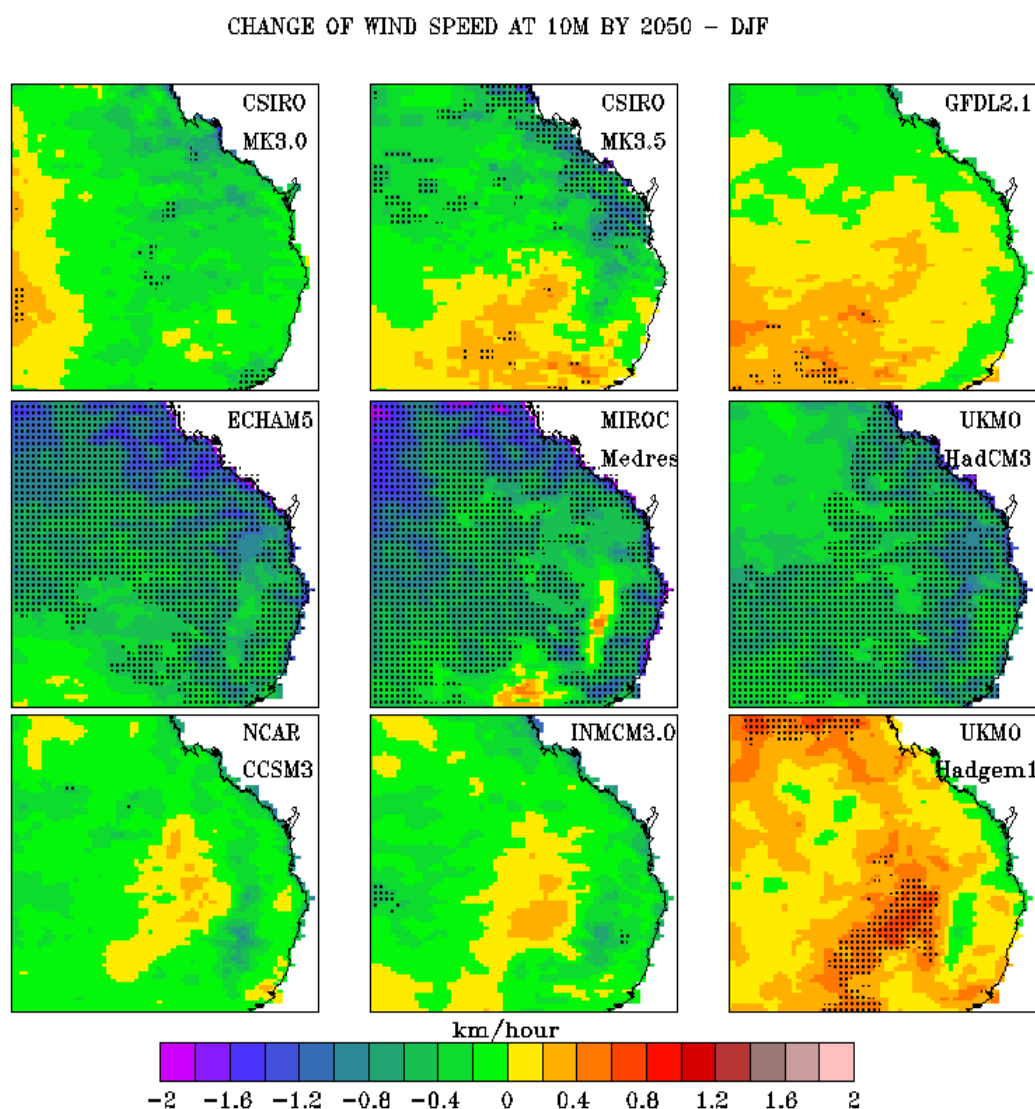 CHANGE OF WIND SPEED AT 10M BY 2050 - DJF
CSIRO
MK3.0
CSIRO
MK3.5
GFDL2.1
ECHAM5
MIROC
Medres
UKMO
HadCM3
NCAR
CCSM3
INMCM3.0
UKMO
Hadgem1
km/hour
-2 -1.6 -1.2 -0.8 -0.4 0 0.4 0.8 1.2 1.6 2